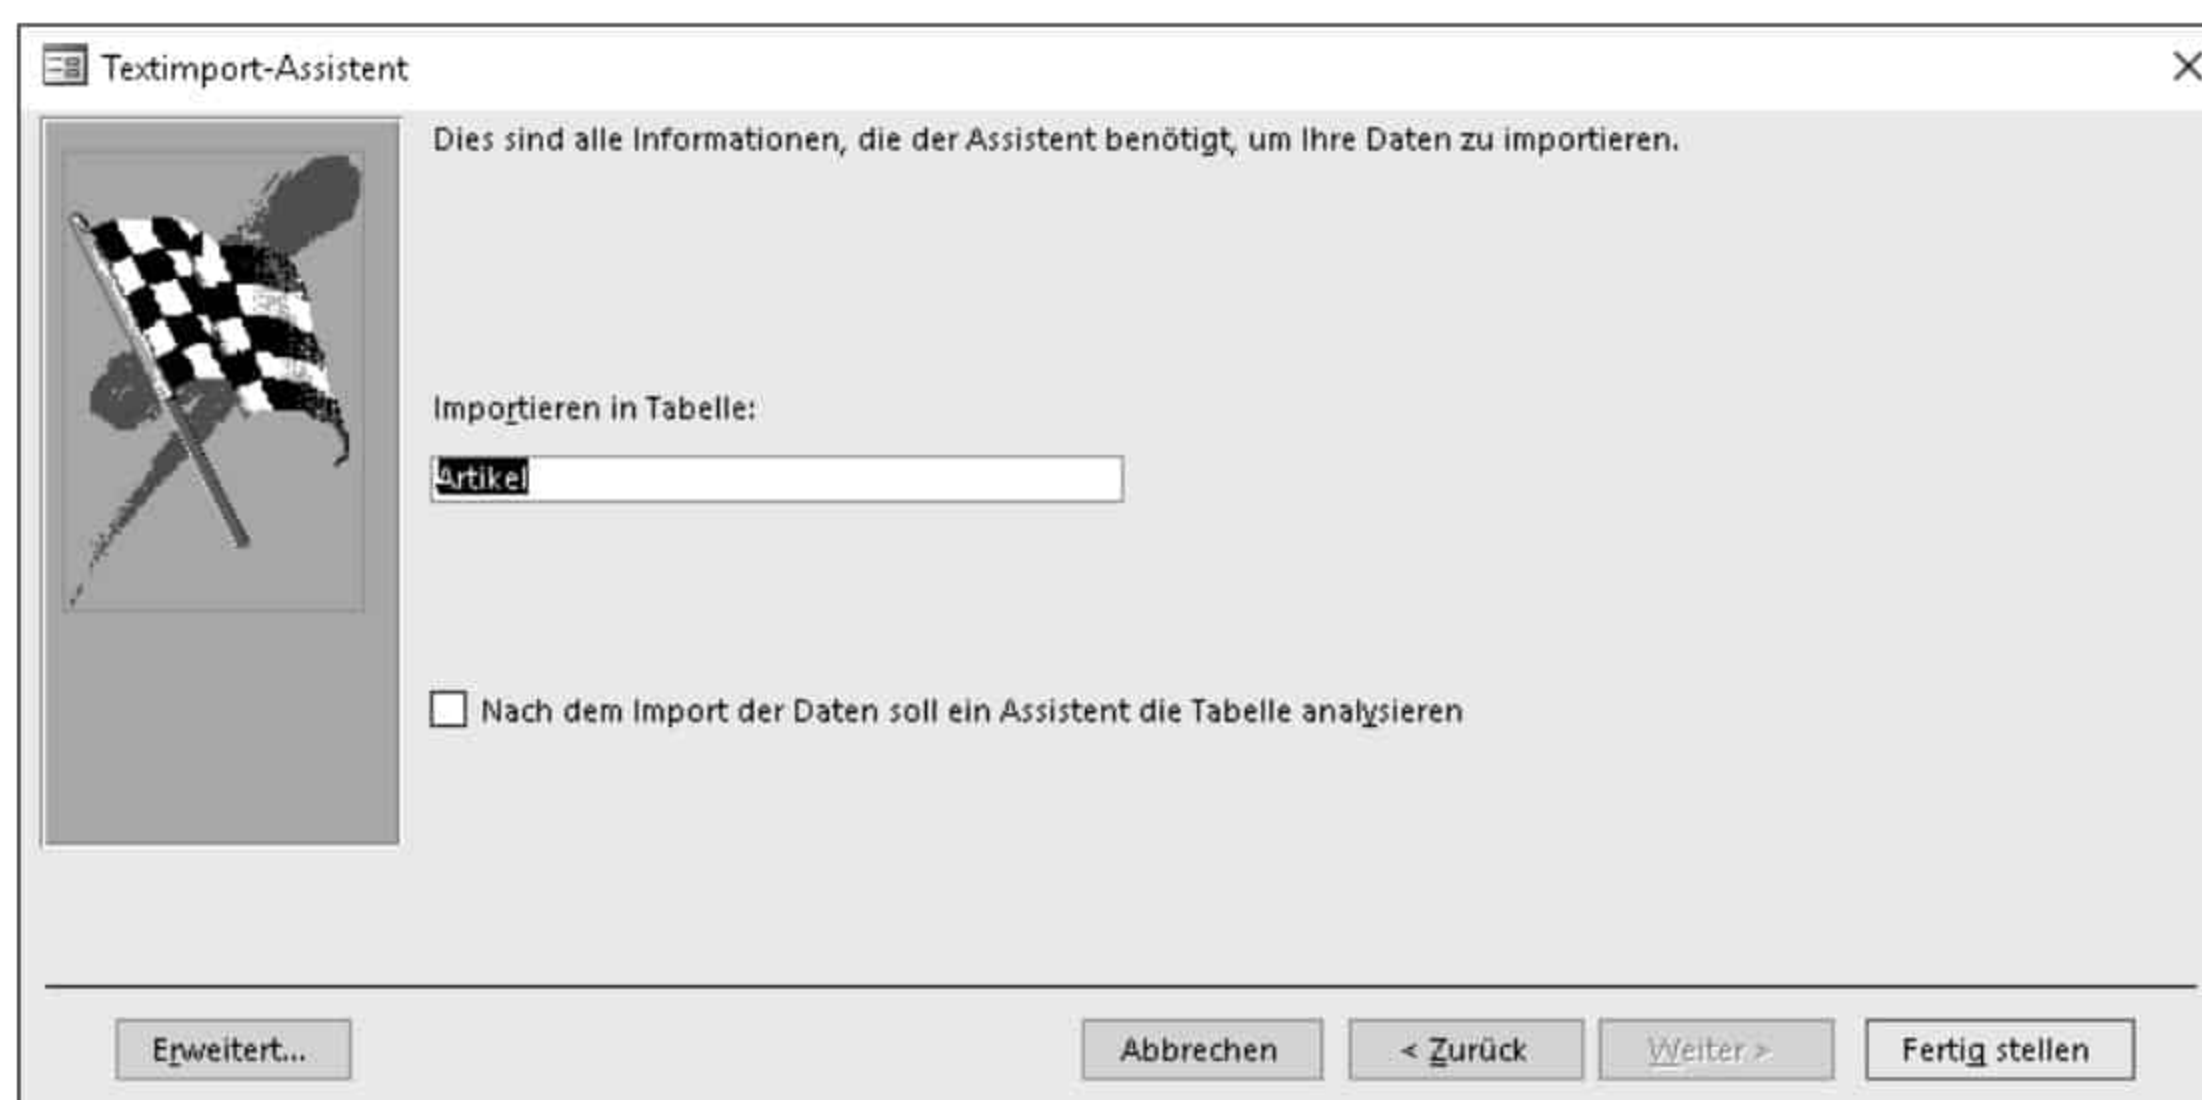 Textimport-Assistent
Dies sind alle Informationen, die der Assistent benötigt, um Ihre Daten zu importieren.
Importieren in Tabelle:
Artikel
Nach dem Import der Daten soll ein Assistent die Tabelle analysieren
Erweitert... Abbrechen < Zurück Weiter > Fertig stellen